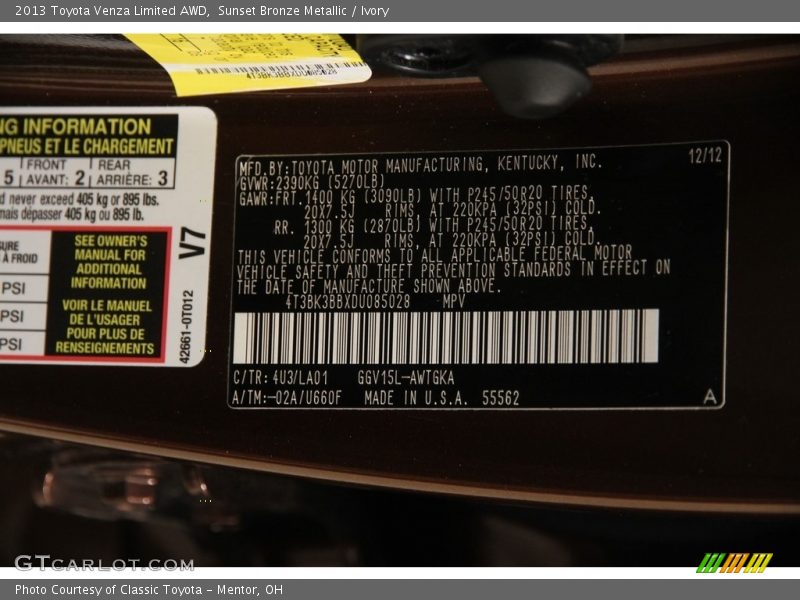 2013 Toyota Venza Limited AWD, Sunset Bronze Metallic / Ivory
4T3BK3BBXDU085028
NG INFORMATION
PNEUS ET LE CHARGEMENT
5 FRONT AVANT: 2 REAR ARRIÈRE: 3
d never exceed 405 kg or 895 lbs.
mais dépasser 405 kg ou 895 lb.
SURE
À FROID
PSI
PSI
PSI
SEE OWNER'S
MANUAL FOR
ADDITIONAL
INFORMATION
VOIR LE MANUEL
DE L'USAGER
POUR PLUS DE
RENSEIGNEMENTS
V7
42661-0T012
MFD. BY: TOYOTA MOTOR MANUFACTURING, KENTUCKY, INC. 12/12
GVWR: 2390KG (5270LB)
GAWR: FRT. 1400 KG (3090LB) WITH P245/50R20 TIRES,
20X7.5J RIMS, AT 220KPA (32PSI) COLD.
RR. 1300 KG (2870LB) WITH P245/50R20 TIRES,
20X7.5J RIMS, AT 220KPA (32PSI) COLD.
THIS VEHICLE CONFORMS TO ALL APPLICABLE FEDERAL MOTOR
VEHICLE SAFETY AND THEFT PREVENTION STANDARDS IN EFFECT ON
THE DATE OF MANUFACTURE SHOWN ABOVE.
4T3BK3BBXDU085028 MPV
C/TR: 4U3/LA01 GGV15L-AWTGKA
A/TM: -02A/U660F MADE IN U.S.A. 55562 A
GTcarlot.com
Photo Courtesy of Classic Toyota - Mentor, OH